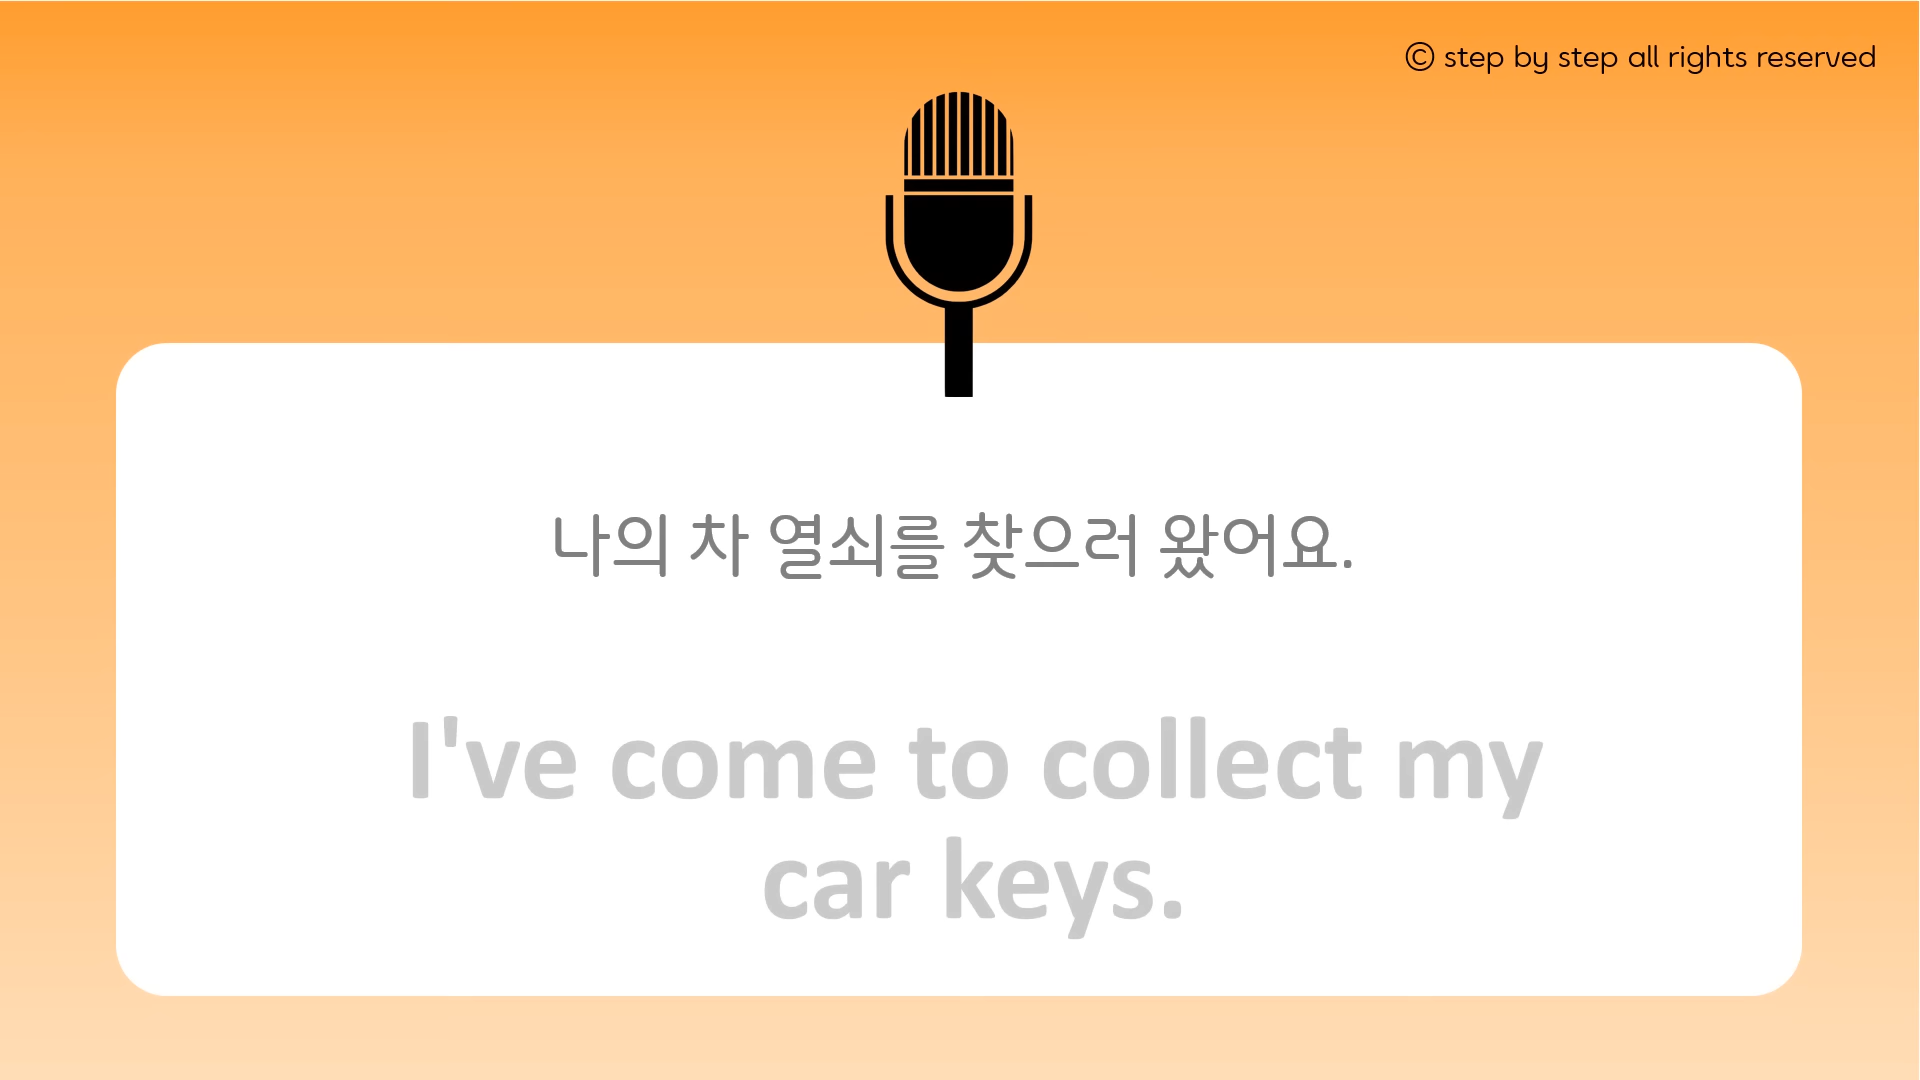 © step by step all rights reserved
나의 차 열쇠를 찾으러 왔어요.
I've come to collect my
car keys.